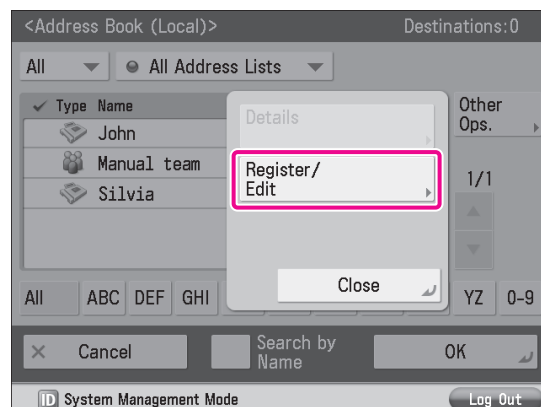 <Address Book (Local)> Destinations:0
All All Address Lists
Type Name
Other
Ops.
John
Manual team
Silvia
1/1
Details
Register/
Edit
Close
All ABC DEF GHI YZ 0-9
Cancel
Search by
Name
OK
ID System Management Mode Log Out